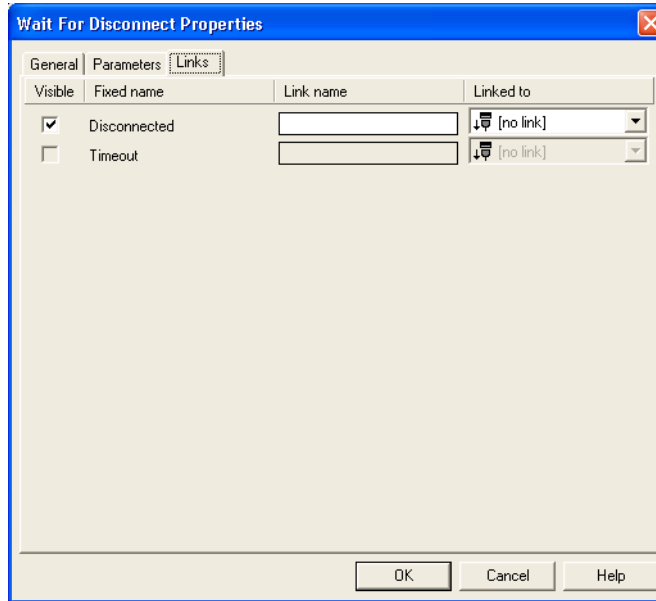 Wait For Disconnect Properties
General Parameters Links
Visible Fixed name Link name Linked to
Disconnected [no link]
Timeout [no link]
OK Cancel Help